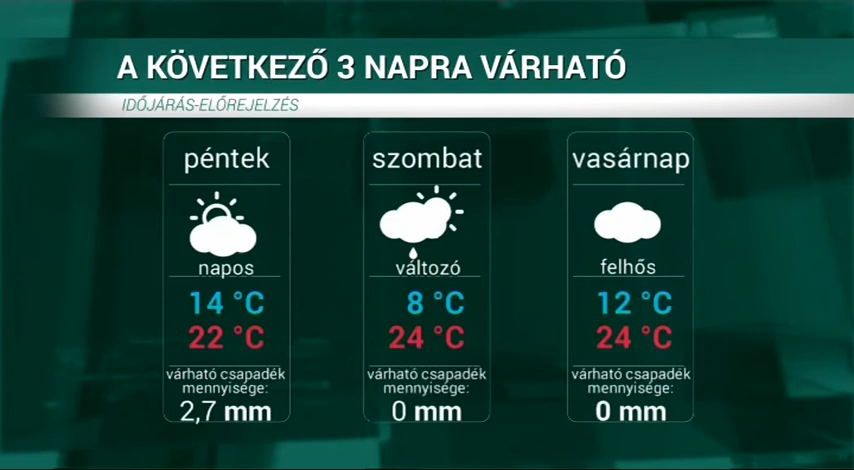 A KÖVETKEZŐ 3 NAPRA VÁRHATÓ
IDŐJÁRÁS-ELŐREJELZÉS
péntek
napos
14 °C
22 °C
várható csapadék
mennyisége:
2,7 mm
szombat
változó
8 °C
24 °C
várható csapadék
mennyisége:
0 mm
vasárnap
felhős
12 °C
24 °C
várható csapadék
mennyisége:
0 mm